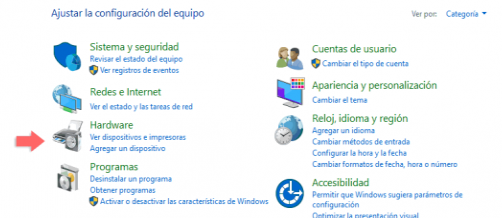 Ajustar la configuración del equipo
Ver por: Categoría
Sistema y seguridad
Revisar el estado del equipo
Ver registros de eventos
Redes e Internet
Ver el estado y las tareas de red
Hardware
Ver dispositivos e impresoras
Agregar un dispositivo
Programas
Desinstalar un programa
Obtener programas
Activar o desactivar las características de Windows
Cuentas de usuario
Cambiar el tipo de cuenta
Apariencia y personalización
Cambiar el tema
Reloj, idioma y región
Agregar un idioma
Cambiar métodos de entrada
Configurar la hora y la fecha
Cambiar formatos de fecha, hora o número
Accesibilidad
Permitir que Windows sugiera parámetros de
configuración
Optimizar la presentación visual